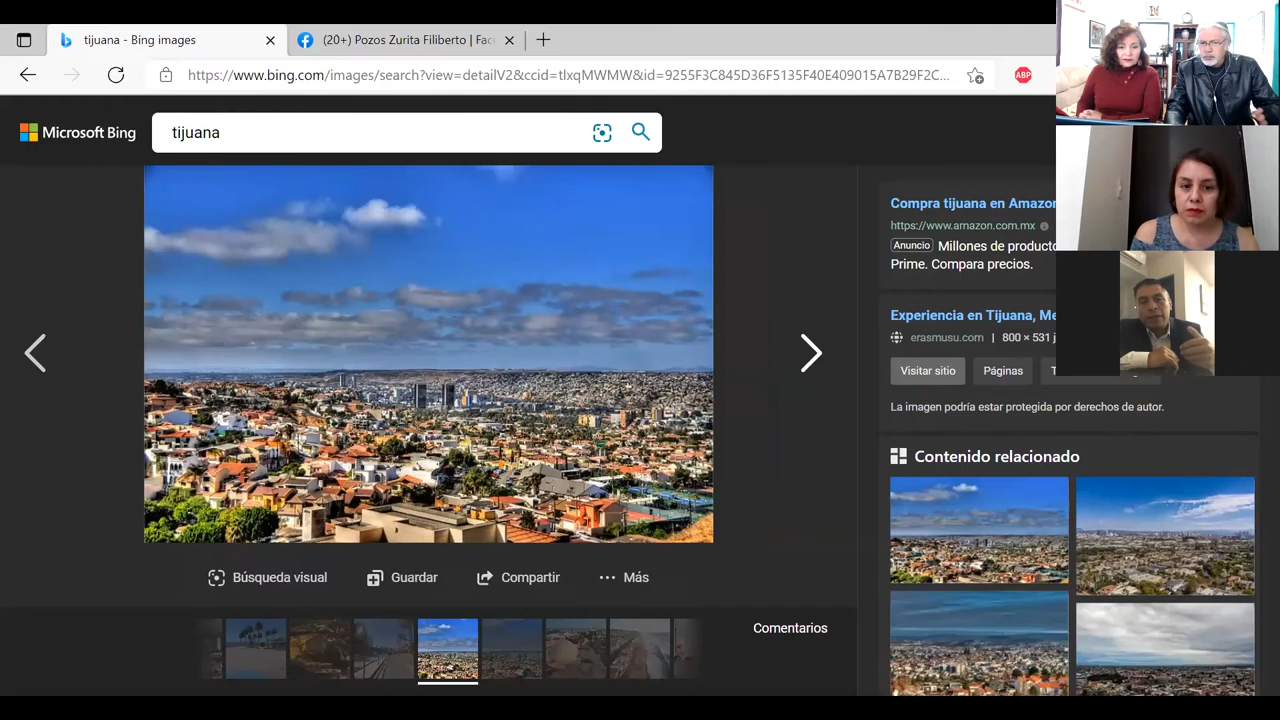 tijuana - Bing images
(20+) Pozos Zurita Filiberto | Fac
https://www.bing.com/images/search?view=detailV2&ccid=tlxqMWMW&id=9255F3C845D36F5135F40E409015A7B29F2C...
ABP
Microsoft Bing
tijuana
Compra tijuana en Amazon
https://www.amazon.com.mx
Anuncio Millones de producto
Prime. Compara precios.
Experiencia en Tijuana, Me
erasmusu.com | 800 × 531 j
Visitar sitio
Páginas
T
La imagen podría estar protegida por derechos de autor.
Contenido relacionado
Búsqueda visual
Guardar
Compartir
Más
Comentarios